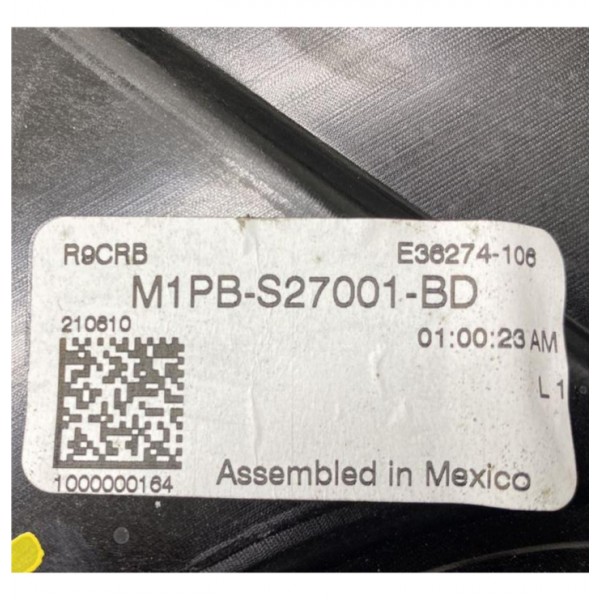 R9CRB E36274-106
M1PB-S27001-BD
210610
01:00:23 AM
L 1
1000000164
Assembled in Mexico